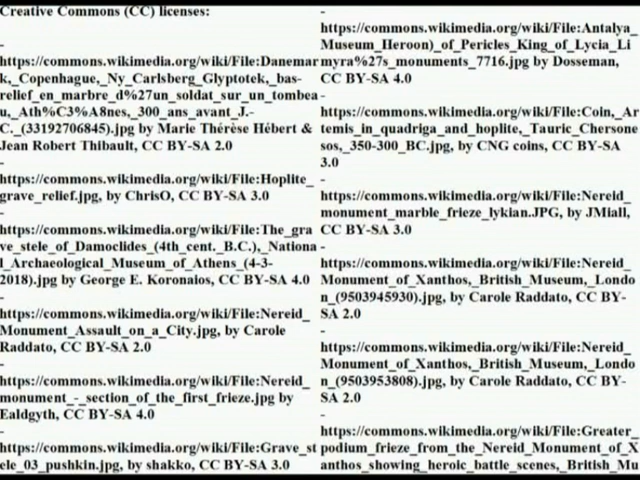 Creative Commons (CC) licenses:
-
https://commons.wikimedia.org/wiki/File:Danemar
k,_Copenhague,_Ny_Carlsberg_Glyptotek,_bas-
relief_en_marbre_d%27un_soldat_sur_un_tombea
u,_Ath%C3%A8nes,_300_ans_avant_J.-
C._(33192706845).jpg by Marie Thérèse Hébert &
Jean Robert Thibault, CC BY-SA 2.0
-
https://commons.wikimedia.org/wiki/File:Hoplite_
grave_relief.jpg, by ChrisO, CC BY-SA 3.0
-
https://commons.wikimedia.org/wiki/File:The_gra
ve_stele_of_Damoclides_(4th_cent._B.C.),_Nationa
l_Archaeological_Museum_of_Athens_(4-3-
2018).jpg by George E. Koronaios, CC BY-SA 4.0
-
https://commons.wikimedia.org/wiki/File:Nereid_
Monument_Assault_on_a_City.jpg, by Carole
Raddato, CC BY-SA 2.0
-
https://commons.wikimedia.org/wiki/File:Nereid_
monument_-_section_of_the_first_frieze.jpg by
Ealdgyth, CC BY-SA 4.0
-
https://commons.wikimedia.org/wiki/File:Grave_st
ele_03_pushkin.jpg, by shakko, CC BY-SA 3.0
-
https://commons.wikimedia.org/wiki/File:Antalya_
Museum_Heroon)_of_Pericles_King_of_Lycia_Li
myra%27s_monuments_7716.jpg by Dosseman,
CC BY-SA 4.0
-
https://commons.wikimedia.org/wiki/File:Coin,_Ar
temis_in_quadriga_and_hoplite,_Tauric_Chersone
sos,_350-300_BC.jpg, by CNG coins, CC BY-SA
3.0
-
https://commons.wikimedia.org/wiki/File:Nereid_
monument_marble_frieze_lykian.JPG, by JMiall,
CC BY-SA 3.0
-
https://commons.wikimedia.org/wiki/File:Nereid_
Monument_of_Xanthos,_British_Museum,_Londo
n_(9503945930).jpg, by Carole Raddato, CC BY-
SA 2.0
-
https://commons.wikimedia.org/wiki/File:Nereid_
Monument_of_Xanthos,_British_Museum,_Londo
n_(9503953808).jpg, by Carole Raddato, CC BY-
SA 2.0
-
https://commons.wikimedia.org/wiki/File:Greater_
podium_frieze_from_the_Nereid_Monument_of_X
anthos_showing_heroic_battle_scenes,_British_Mu